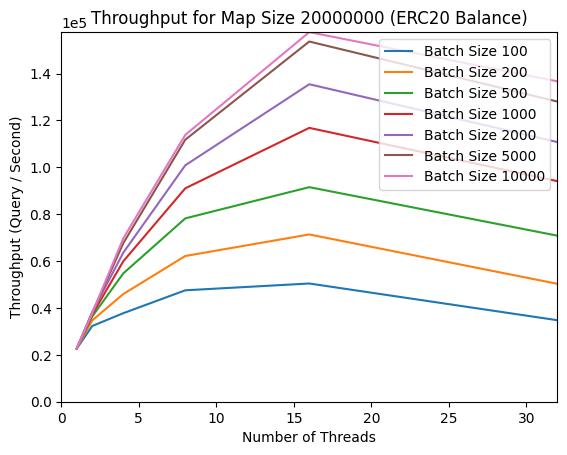 Throughput for Map Size 20000000 (ERC20 Balance)
1e5
Batch Size 100
Batch Size 200
Batch Size 500
Batch Size 1000
Batch Size 2000
Batch Size 5000
Batch Size 10000
Throughput (Query / Second)
1.4
1.2
1.0
0.8
0.6
0.4
0.2
0.0
0 5 10 15 20 25 30
Number of Threads